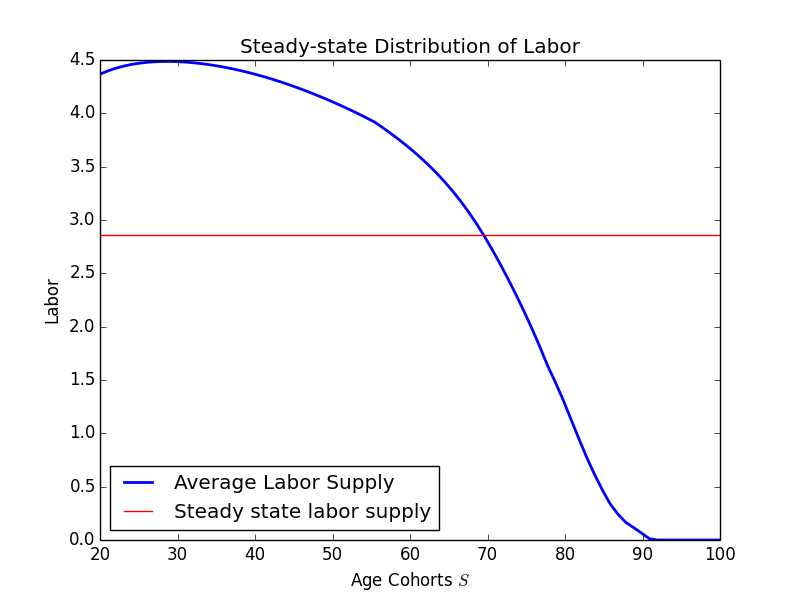 Steady-state Distribution of Labor
4.5
4.0
3.5
3.0
2.5
2.0
1.5
1.0
0.5
0.0
Labor
Average Labor Supply
Steady state labor supply
20 30 40 50 60 70 80 90 100
Age Cohorts S